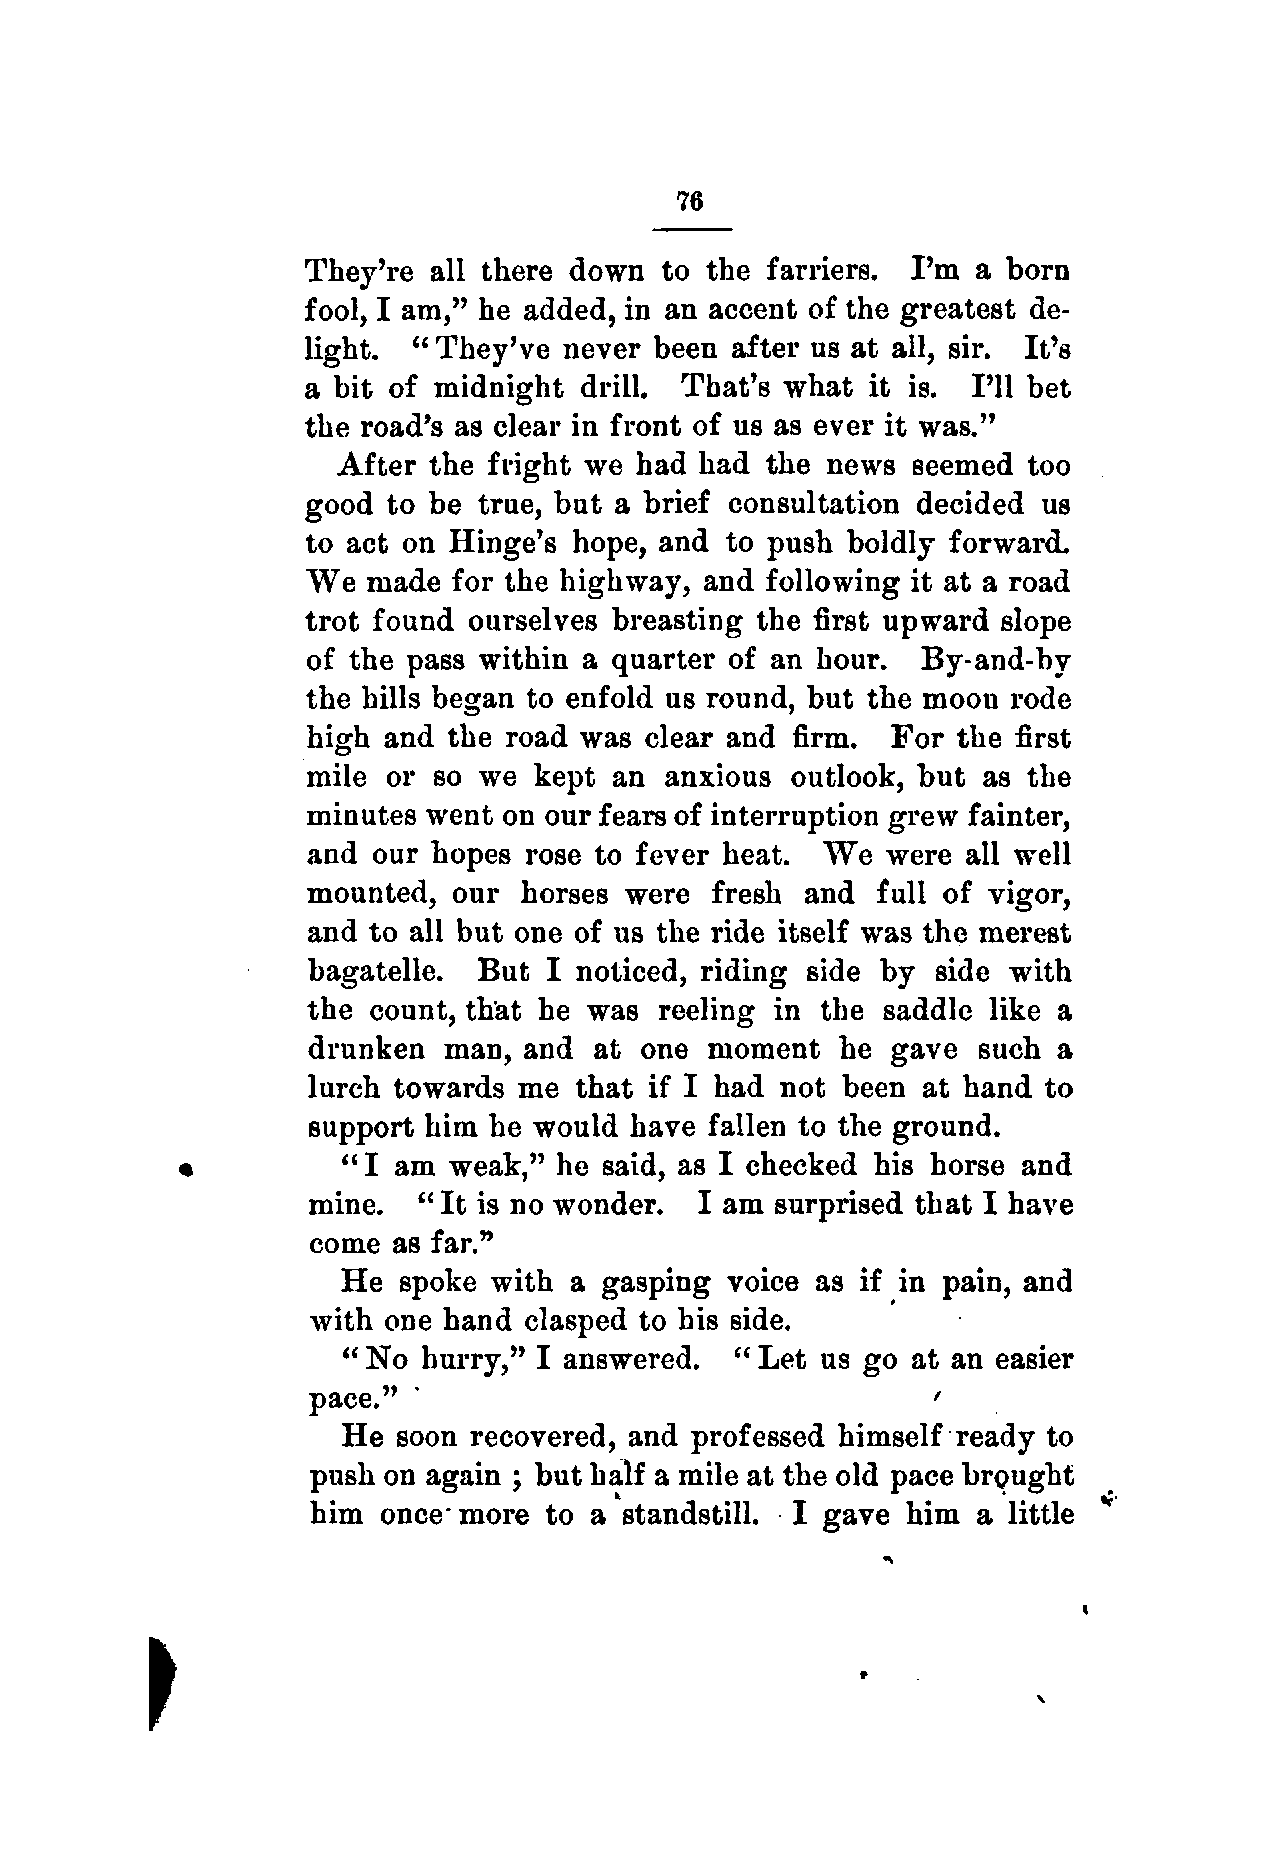 76
They're all there down to the farriers. I'm a born
fool, I am," he added, in an accent of the greatest de-
light. "They've never been after us at all, sir. It's
a bit of midnight drill. That's what it is. I'll bet
the road's as clear in front of us as ever it was."
After the fright we had had the news seemed too
good to be true, but a brief consultation decided us
to act on Hinge's hope, and to push boldly forward.
We made for the highway, and following it at a road
trot found ourselves breasting the first upward slope
of the pass within a quarter of an hour. By-and-by
the hills began to enfold us round, but the moon rode
high and the road was clear and firm. For the first
mile or so we kept an anxious outlook, but as the
minutes went on our fears of interruption grew fainter,
and our hopes rose to fever heat. We were all well
mounted, our horses were fresh and full of vigor,
and to all but one of us the ride itself was the merest
bagatelle. But I noticed, riding side by side with
the count, that he was reeling in the saddle like a
drunken man, and at one moment he gave such a
lurch towards me that if I had not been at hand to
support him he would have fallen to the ground.
"I am weak," he said, as I checked his horse and
mine. "It is no wonder. I am surprised that I have
come as far."
He spoke with a gasping voice as if in pain, and
with one hand clasped to his side.
"No hurry," I answered. "Let us go at an easier
pace."
He soon recovered, and professed himself ready to
push on again ; but half a mile at the old pace brought
him once more to a standstill. I gave him a little